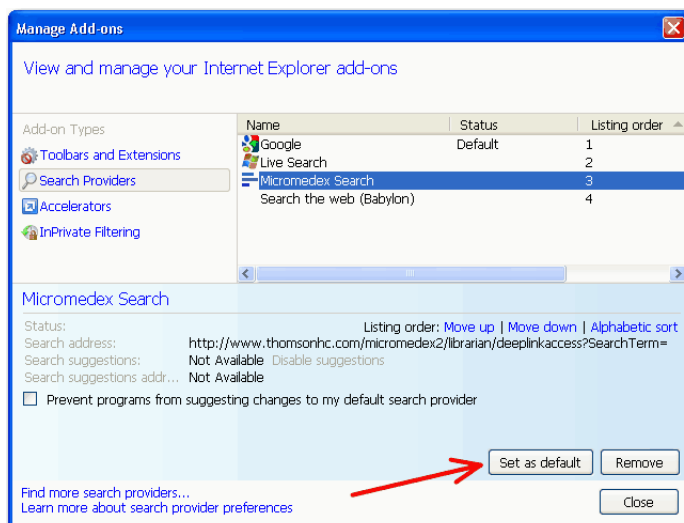 Manage Add-ons
View and manage your Internet Explorer add-ons
Add-on Types
Toolbars and Extensions
Search Providers
Accelerators
InPrivate Filtering
Name Status Listing order
Google Default 1
Live Search 2
Micromedex Search 3
Search the web (Babylon) 4
Micromedex Search
Status: Listing order: Move up | Move down | Alphabetic sort
Search address: http://www.thomsonhc.com/micromedex2/librarian/deeplinkaccess?SearchTerm=
Search suggestions: Not Available Disable suggestions
Search suggestions addr... Not Available
Prevent programs from suggesting changes to my default search provider
Set as default Remove
Find more search providers...
Learn more about search provider preferences
Close